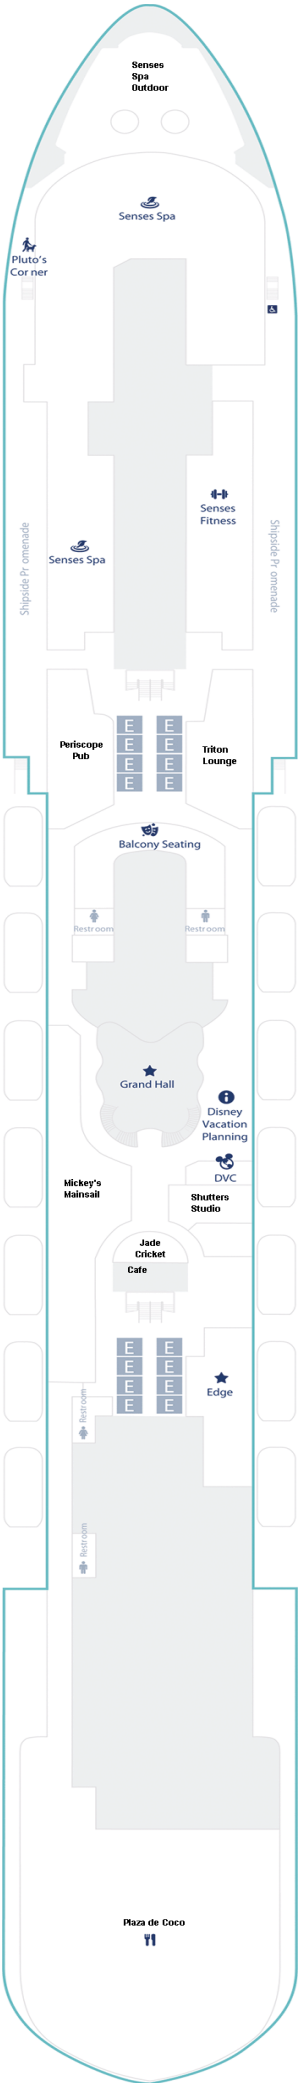 Senses
Spa
Outdoor
Senses Spa
Pluto's
Cor ner
Senses
Fitness
Shipside Pr omenade
Shipside Pr omenade
Senses Spa
Periscope
Pub
E E
E E
E E
E E
Triton
Lounge
Balcony Seating
Restroom
Restroom
Grand Hall
Disney
Vacation
Planning
DVC
Mickey's
Mainsail
Shutters
Studio
Jade
Cricket
Cafe
E E
E E
E E
E E
Edge
Restroom
Restroom
Plaza de Coco